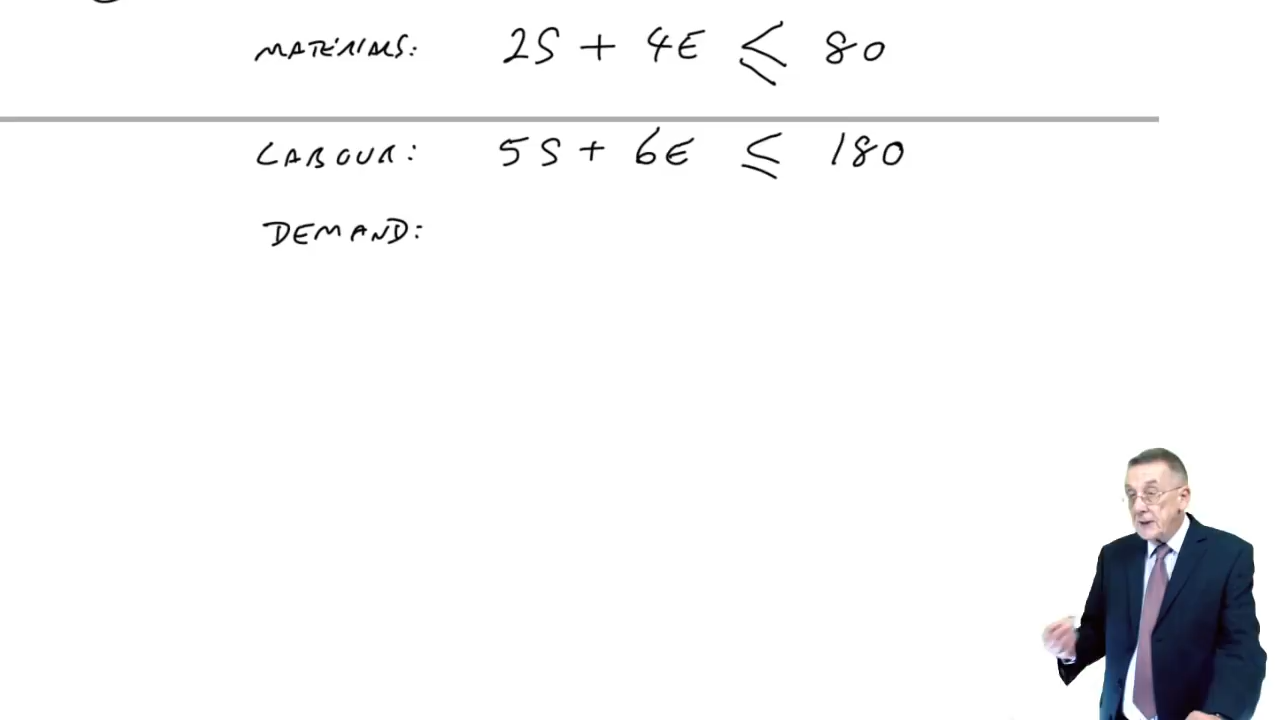 MATERIALS: 2S + 4E ≤ 80
LABOUR: 5S + 6E ≤ 180
DEMAND: